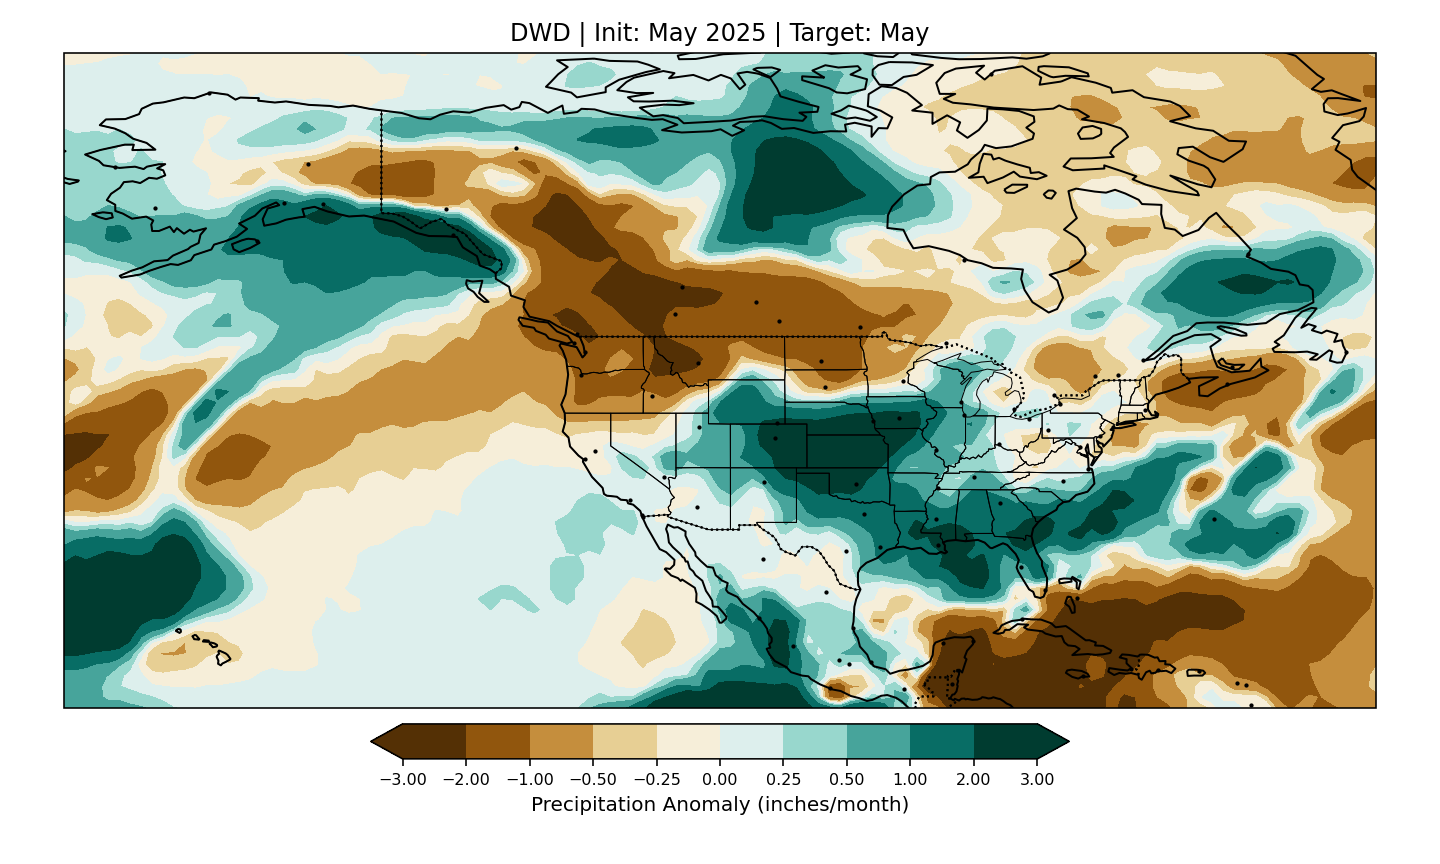 DWD | Init: May 2025 | Target: May
−3.00 −2.00 −1.00 −0.50 −0.25 0.00 0.25 0.50 1.00 2.00 3.00
Precipitation Anomaly (inches/month)